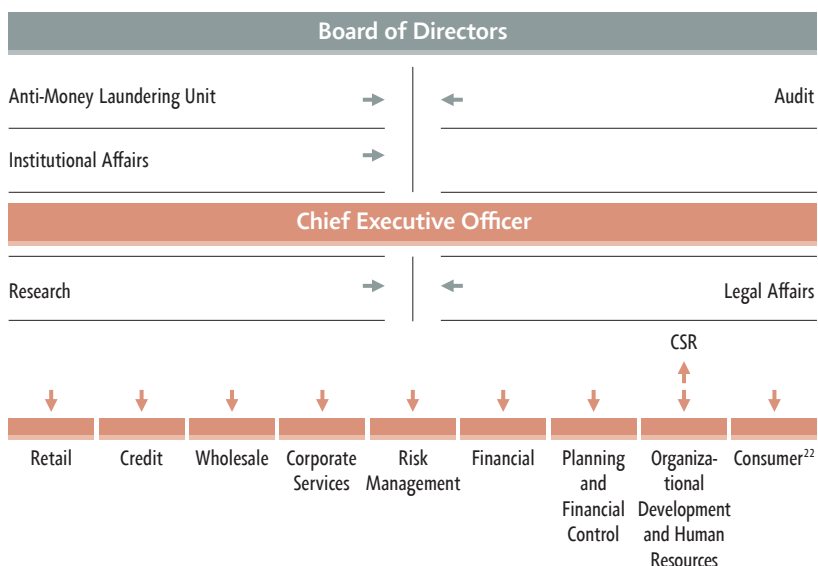 Board of Directors
Anti-Money Laundering Unit
Audit
Institutional Affairs
Chief Executive Officer
Research
Legal Affairs
CSR
Retail
Credit
Wholesale
Corporate
Services
Risk
Management
Financial
Planning
and
Financial
Control
Organiza-
tional
Development
and Human
Resources
Consumer22